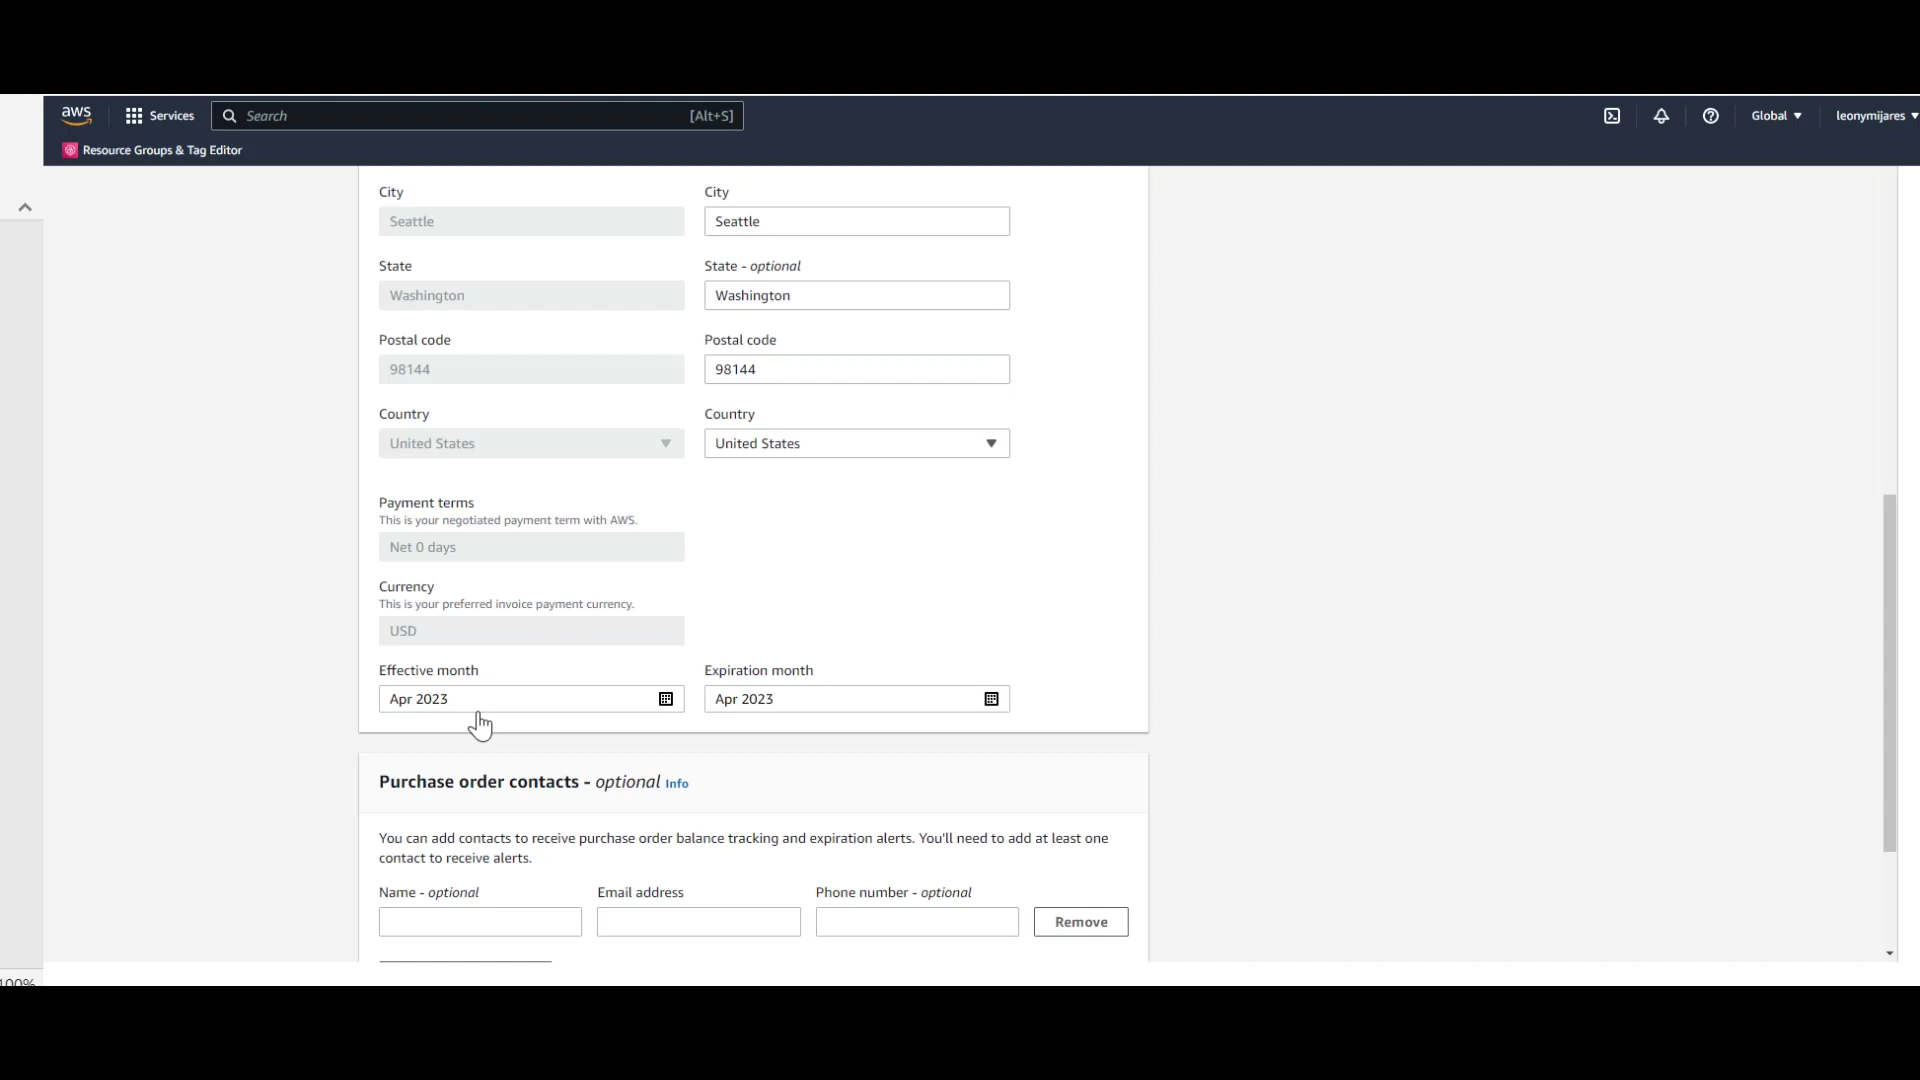 aws Services Search [Alt+S] Global leonymijares
Resource Groups & Tag Editor
City City
Seattle Seattle
State State - optional
Washington Washington
Postal code Postal code
98144 98144
Country Country
United States United States
Payment terms
This is your negotiated payment term with AWS.
Net 0 days
Currency
This is your preferred invoice payment currency.
USD
Effective month Expiration month
Apr 2023 Apr 2023
Purchase order contacts - optional Info
You can add contacts to receive purchase order balance tracking and expiration alerts. You'll need to add at least one
contact to receive alerts.
Name - optional Email address Phone number - optional
Remove
100%